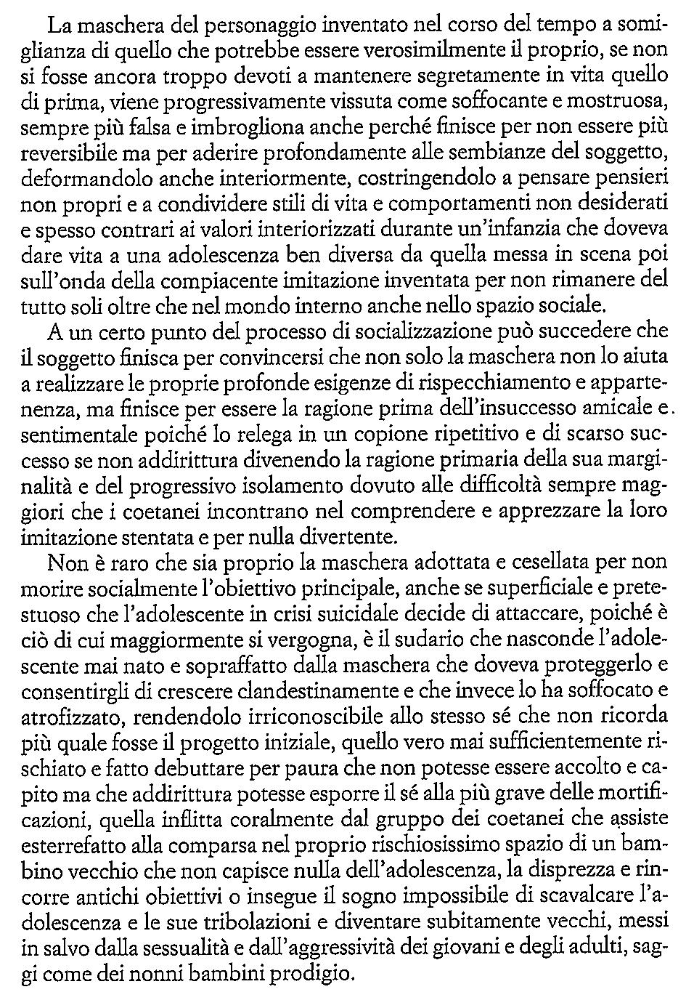 La maschera del personaggio inventato nel corso del tempo a somi-
glianza di quello che potrebbe essere verosimilmente il proprio, se non
si fosse ancora troppo devoti a mantenere segretamente in vita quello
di prima, viene progressivamente vissuta come soffocante e mostruosa,
sempre più falsa e imbrogliona anche perché finisce per non essere più
reversibile ma per aderire profondamente alle sembianze del soggetto,
deformandolo anche interiormente, costringendolo a pensare pensieri
non propri e a condividere stili di vita e comportamenti non desiderati
e spesso contrari ai valori interiorizzati durante un'infanzia che doveva
dare vita a una adolescenza ben diversa da quella messa in scena poi
sull'onda della compiacente imitazione inventata per non rimanere del
tutto soli oltre che nel mondo interno anche nello spazio sociale.
A un certo punto del processo di socializzazione può succedere che
il soggetto finisca per convincersi che non solo la maschera non lo aiuta
a realizzare le proprie profonde esigenze di rispecchiamento e apparte-
nenza, ma finisce per essere la ragione prima dell'insuccesso amicale e.
sentimentale poiché lo relega in un copione ripetitivo e di scarso suc-
cesso se non addirittura divenendo la ragione primaria della sua margi-
nalità e del progressivo isolamento dovuto alle difficoltà sempre mag-
giori che i coetanei incontrano nel comprendere e apprezzare la loro
imitazione stentata e per nulla divertente.
Non è raro che sia proprio la maschera adottata e cesellata per non
morire socialmente l'obiettivo principale, anche se superficiale e prete-
stuoso che l'adolescente in crisi suicidale decide di attaccare, poiché è
ciò di cui maggiormente si vergogna, è il sudario che nasconde l'adole-
scente mai nato e sopraffatto dalla maschera che doveva proteggerlo e
consentirgli di crescere clandestinamente e che invece lo ha soffocato e
atrofizzato, rendendolo irriconoscibile allo stesso sé che non ricorda
più quale fosse il progetto iniziale, quello vero mai sufficientemente ri-
schiato e fatto debuttare per paura che non potesse essere accolto e ca-
pito ma che addirittura potesse esporre il sé alla più grave delle mortifi-
cazioni, quella inflitta coralmente dal gruppo dei coetanei che assiste
esterrefatto alla comparsa nel proprio rischiosissimo spazio di un bam-
bino vecchio che non capisce nulla dell'adolescenza, la disprezza e rin-
corre antichi obiettivi o insegue il sogno impossibile di scavalcare l'a-
dolescenza e le sue tribolazioni e diventare subitamente vecchi, messi
in salvo dalla sessualità e dall'aggressività dei giovani e degli adulti, sag-
gi come dei nonni bambini prodigio.